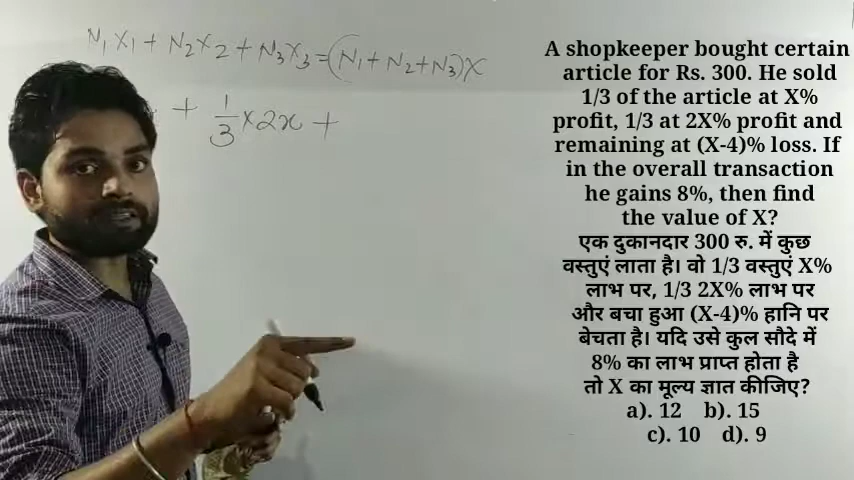 N₁X₁ + N₂X₂ + N₃X₃ = (N₁ + N₂ + N₃)X
+ 1/3 × 2x +
A shopkeeper bought certain
article for Rs. 300. He sold
1/3 of the article at X%
profit, 1/3 at 2X% profit and
remaining at (X-4)% loss. If
in the overall transaction
he gains 8%, then find
the value of X?
एक दुकानदार 300 रु. में कुछ
वस्तुएं लाता है। वो 1/3 वस्तुएं X%
लाभ पर, 1/3 2X% लाभ पर
और बचा हुआ (X-4)% हानि पर
बेचता है। यदि उसे कुल सौदे में
8% का लाभ प्राप्त होता है
तो X का मूल्य ज्ञात कीजिए?
a). 12 b). 15
c). 10 d). 9